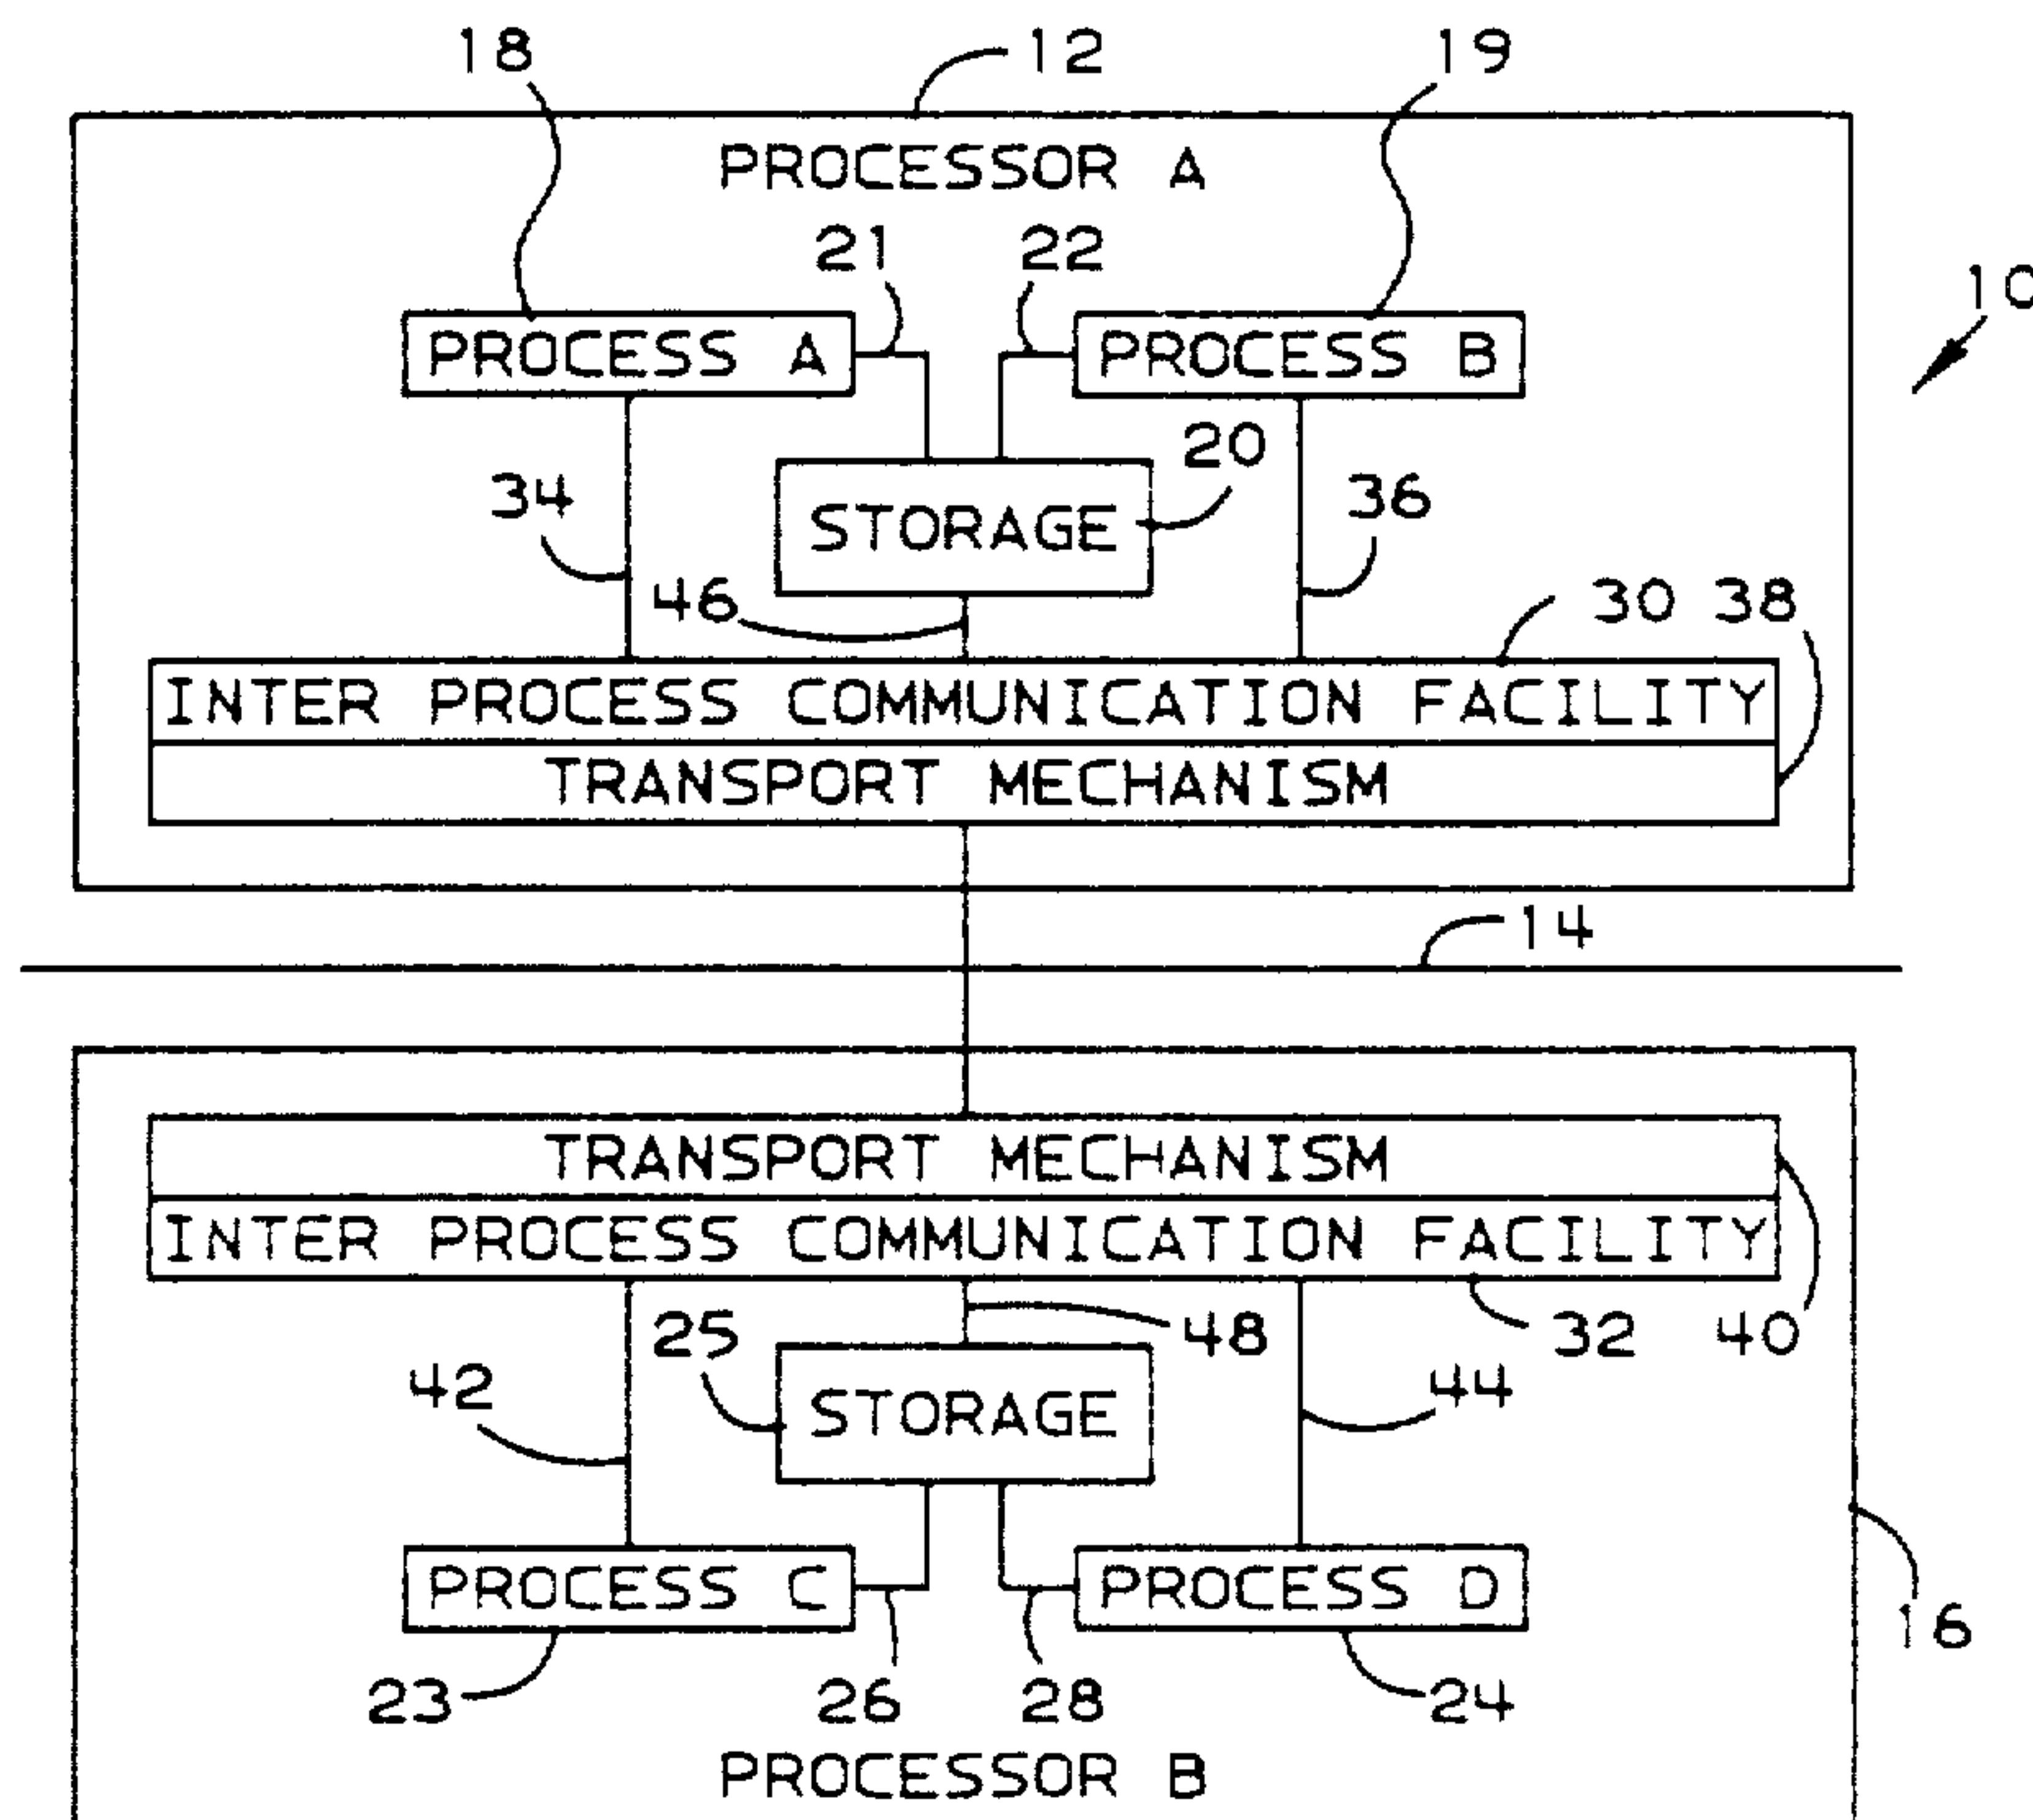 18 12 19
PROCESSOR A
21 22
10
PROCESS A PROCESS B
20
34 STORAGE 36
46 30 38
INTER PROCESS COMMUNICATION FACILITY
TRANSPORT MECHANISM
14
TRANSPORT MECHANISM
INTER PROCESS COMMUNICATION FACILITY
25 48 32 40
42 STORAGE 44
PROCESS C PROCESS D
16
23 26 28 24
PROCESSOR B